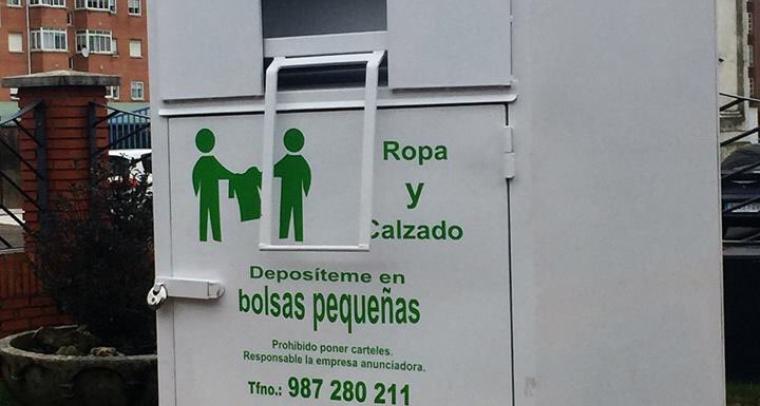 Ropa
y
Calzado
Deposíteme en
bolsas pequeñas
Prohibido poner carteles.
Responsable la empresa anunciadora.
Tfno.: 987 280 211